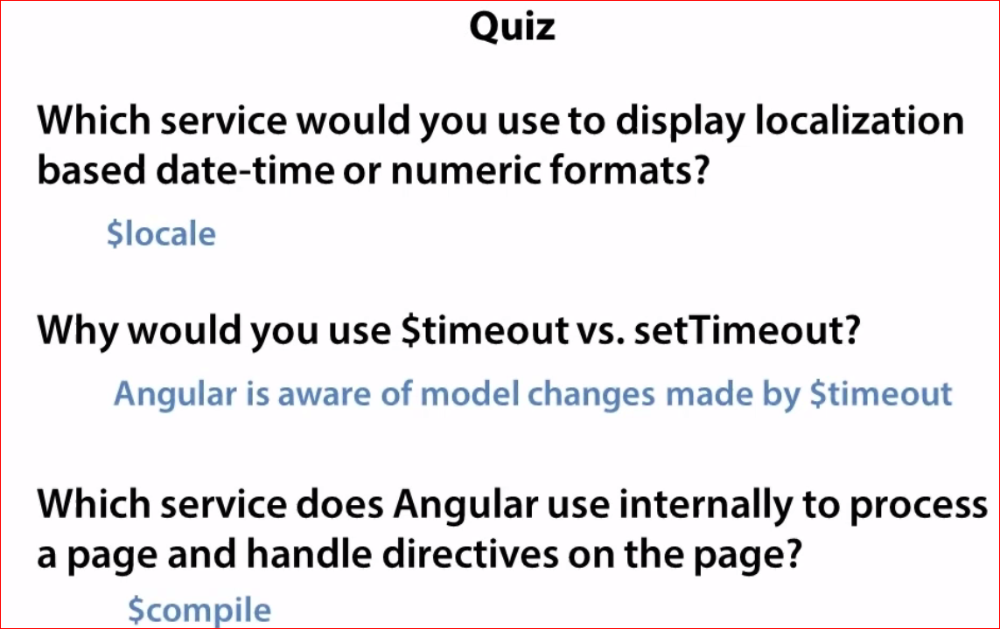 Quiz
Which service would you use to display localization
based date-time or numeric formats?
$locale
Why would you use $timeout vs. setTimeout?
Angular is aware of model changes made by $timeout
Which service does Angular use internally to process
a page and handle directives on the page?
$compile